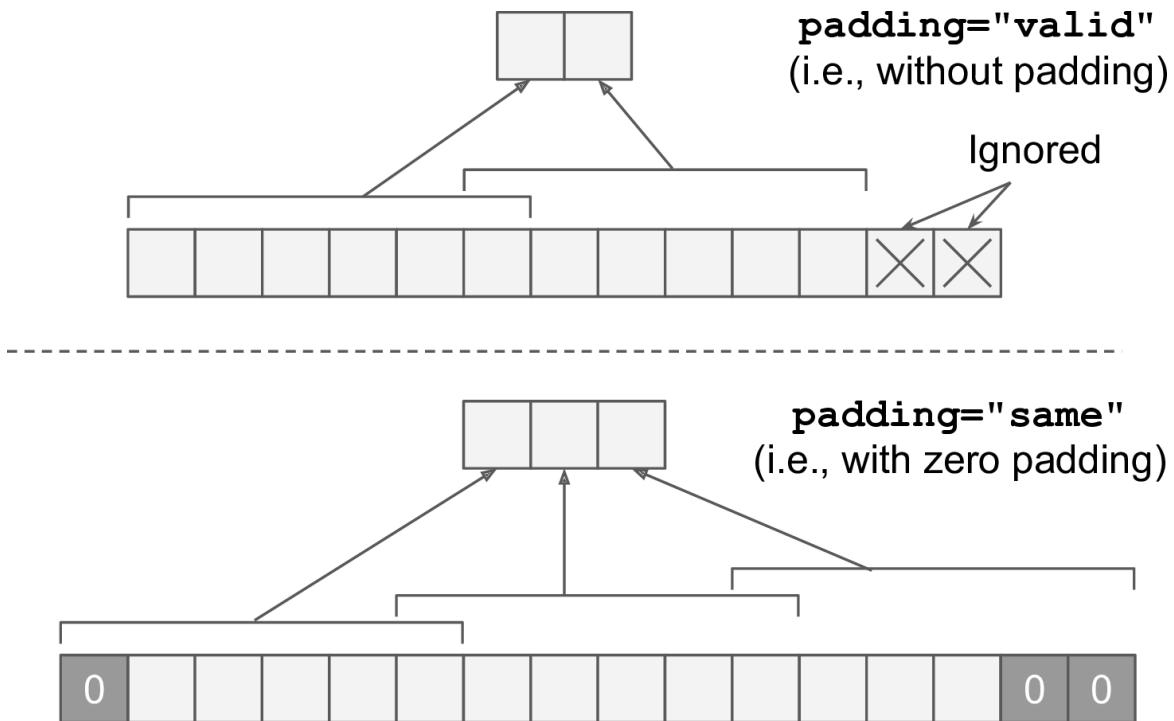 padding="valid"
(i.e., without padding)
Ignored
padding="same"
(i.e., with zero padding)
0 0 0